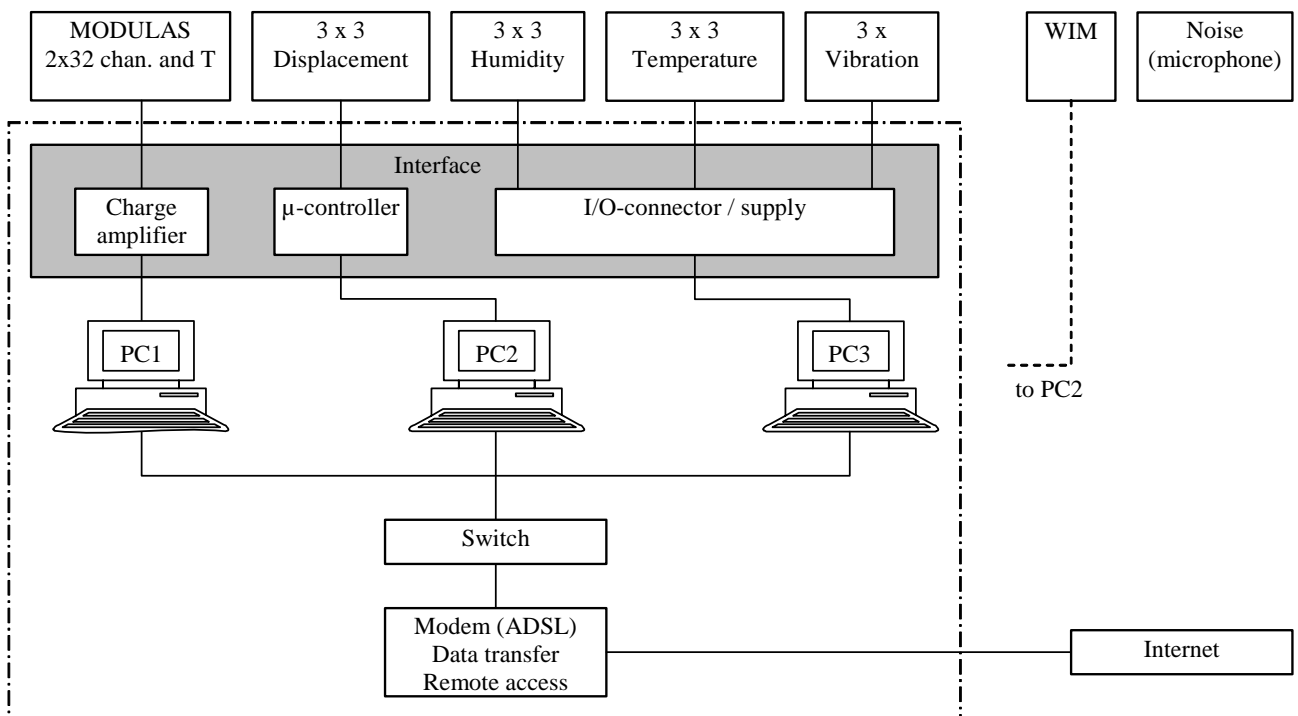 MODULAS
2x32 chan. and T
3 x 3
Displacement
3 x 3
Humidity
3 x 3
Temperature
3 x
Vibration
WIM
Noise
(microphone)
Interface
Charge
amplifier
µ-controller
I/O-connector / supply
PC1
PC2
PC3
to PC2
Switch
Modem (ADSL)
Data transfer
Remote access
Internet